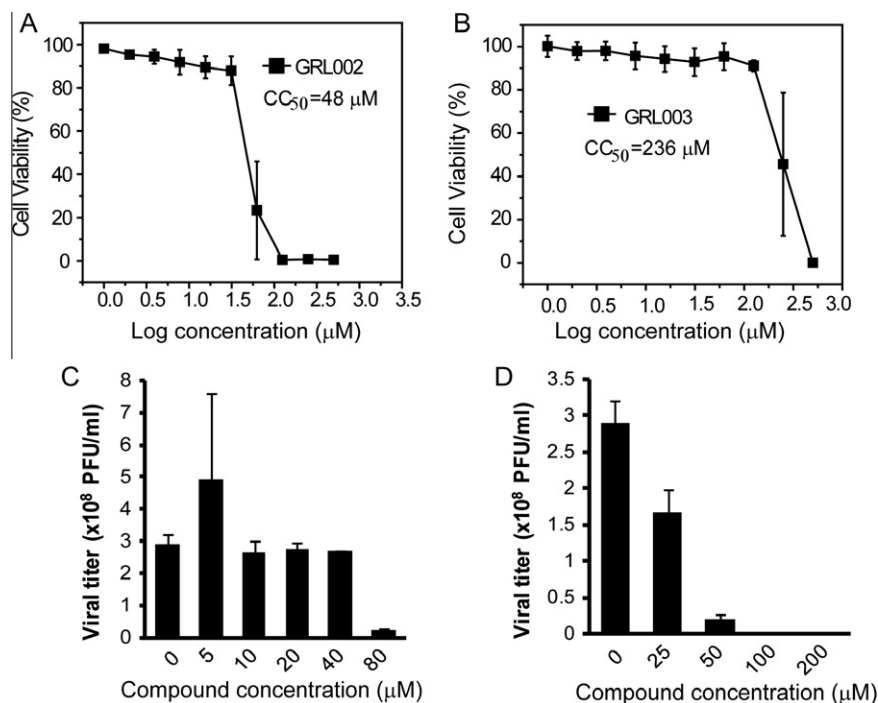 A
Cell Viability (%)
100
80
60
40
20
0
GRL002
CC50=48 µM
0.0 0.5 1.0 1.5 2.0 2.5 3.0 3.5
Log concentration (µM)
B
Cell Viability (%)
100
80
60
40
20
0
GRL003
CC50=236 µM
0.0 0.5 1.0 1.5 2.0 2.5 3.0
Log concentration (µM)
C
Viral titer (x10⁸ PFU/ml)
8
7
6
5
4
3
2
1
0
0 5 10 20 40 80
Compound concentration (µM)
D
Viral titer (x10⁸ PFU/ml)
3.5
3
2.5
2
1.5
1
0.5
0
0 25 50 100 200
Compound concentration (µM)